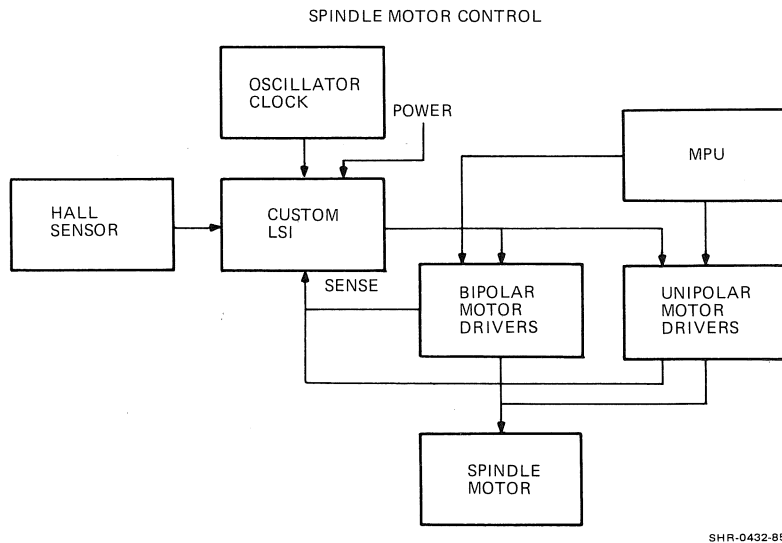 SPINDLE MOTOR CONTROL
OSCILLATOR
CLOCK
POWER
MPU
HALL
SENSOR
CUSTOM
LSI
SENSE
BIPOLAR
MOTOR
DRIVERS
UNIPOLAR
MOTOR
DRIVERS
SPINDLE
MOTOR